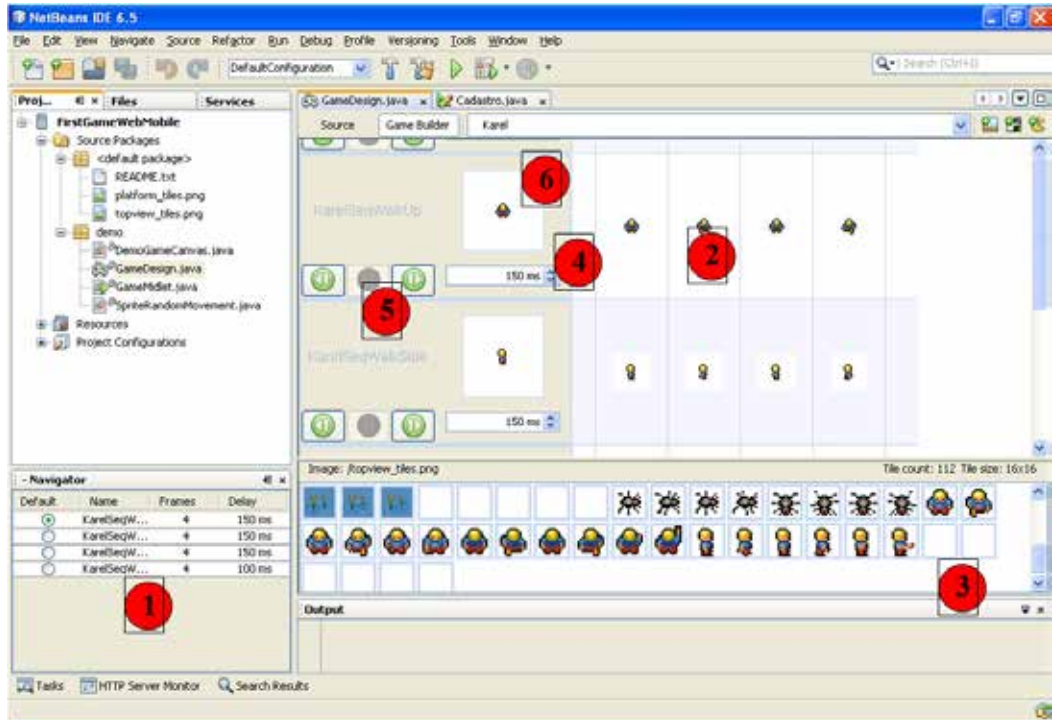 NetBeans IDE 6.5
File Edit View Navigate Source Refactor Run Debug Profile Versioning Tools Window Help
DefaultConfiguration
Search (Ctrl+I)
Proj... Files Services
GameDesign.java Cadastro.java
Source Game Builder Karel
FirstGameWebMobile
Source Packages
<default package>
README.txt
platform_tiles.png
topview_tiles.png
demo
DemoGameCanvas.java
GameDesign.java
GameMidlet.java
SpriteRandomMovement.java
Resources
Project Configurations
6
KarelSeqWalkUp
4
2
150 ms
5
KarelSeqWalkSide
150 ms
Image: /topview_tiles.png Tile count: 112 Tile size: 16x16
- Navigator
Default Name Frames Delay
KarelSeqW... 4 150 ms
KarelSeqW... 4 150 ms
KarelSeqW... 4 150 ms
KarelSeqW... 4 100 ms
1
3
Output
Tasks HTTP Server Monitor Search Results